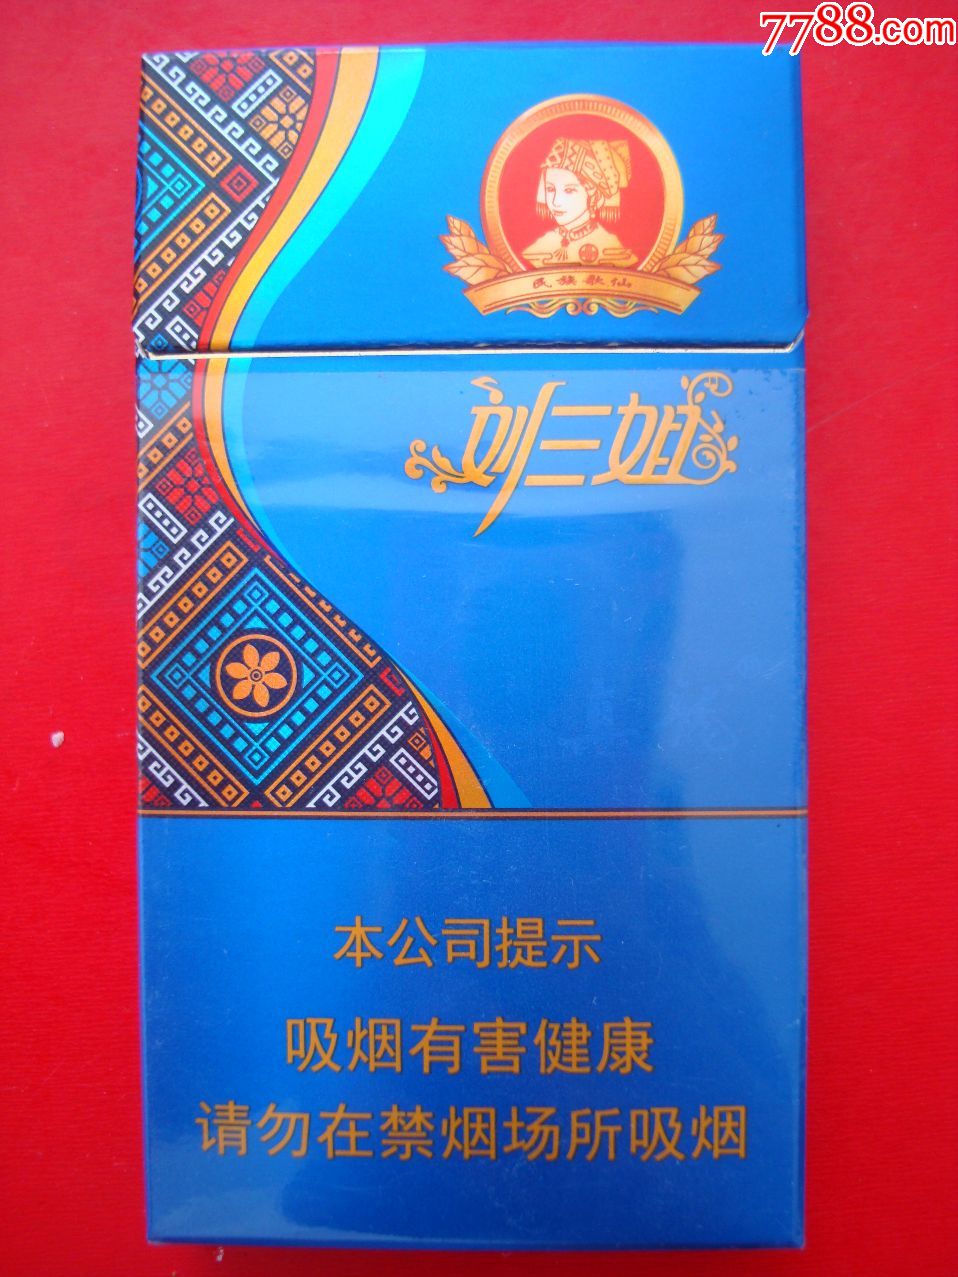 7788.com
民族歌仙
刘三姐
本公司提示
吸烟有害健康
请勿在禁烟场所吸烟